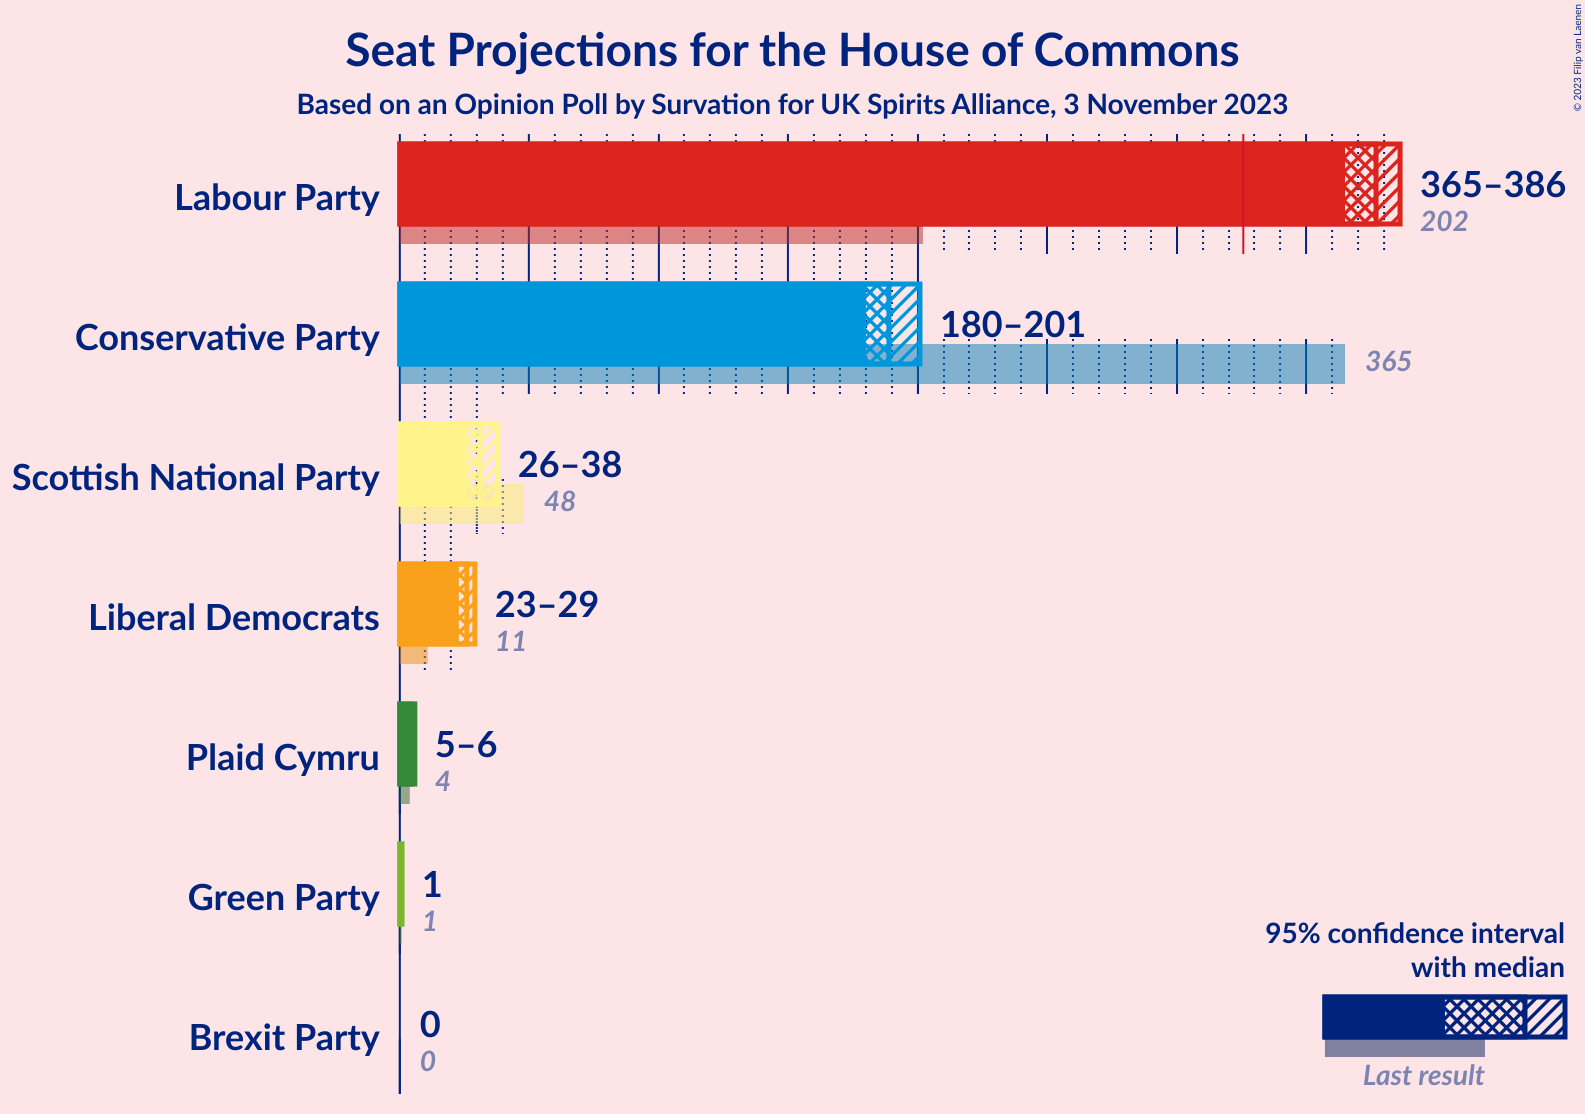 Seat Projections for the House of Commons
Based on an Opinion Poll by Survation for UK Spirits Alliance, 3 November 2023
© 2023 Filip van Laenen
Labour Party
365–386
202
Conservative Party
180–201
365
Scottish National Party
26–38
48
Liberal Democrats
23–29
11
Plaid Cymru
5–6
4
Green Party
1
1
Brexit Party
0
0
95% confidence interval
with median
Last result